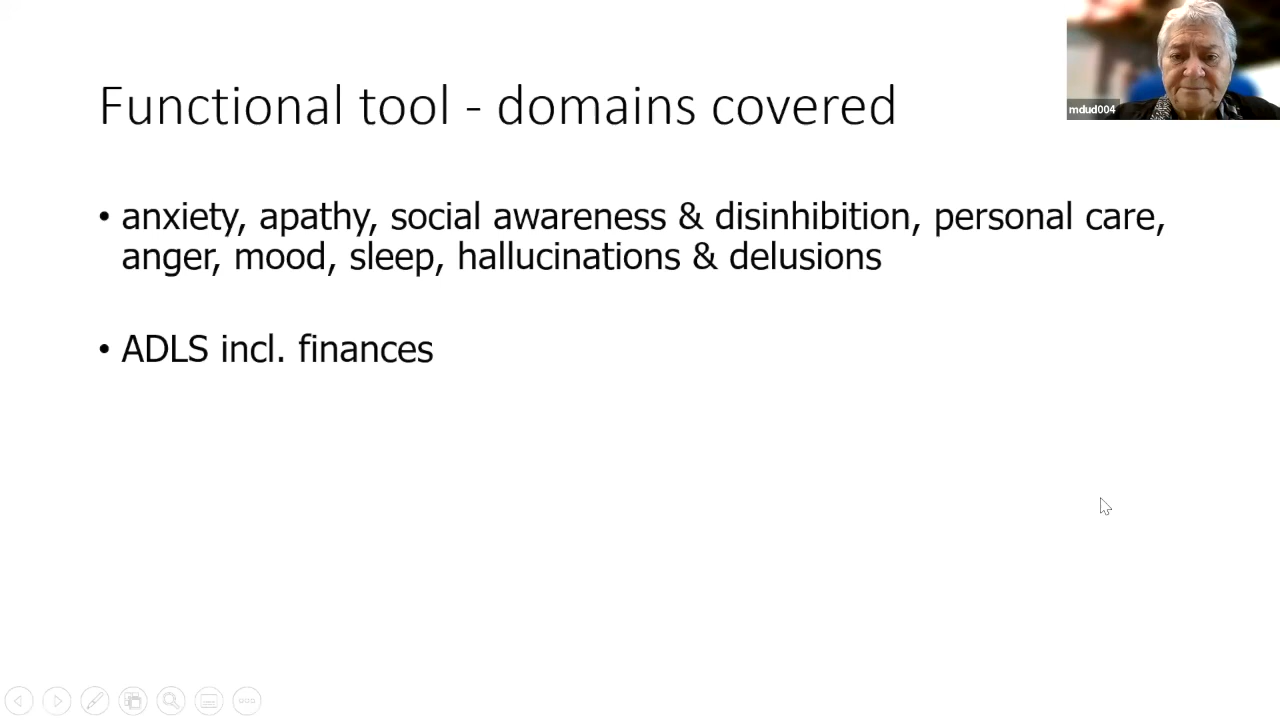 Functional tool - domains covered
mdud004
• anxiety, apathy, social awareness & disinhibition, personal care,
anger, mood, sleep, hallucinations & delusions
• ADLS incl. finances